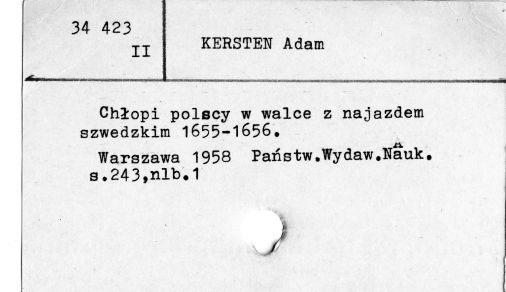 34 423
II
KERSTEN Adam
Chłopi polscy w walce z najazdem
szwedzkim 1655-1656.
Warszawa 1958 Państw.Wydaw.Nauk.
s.243,nlb.1